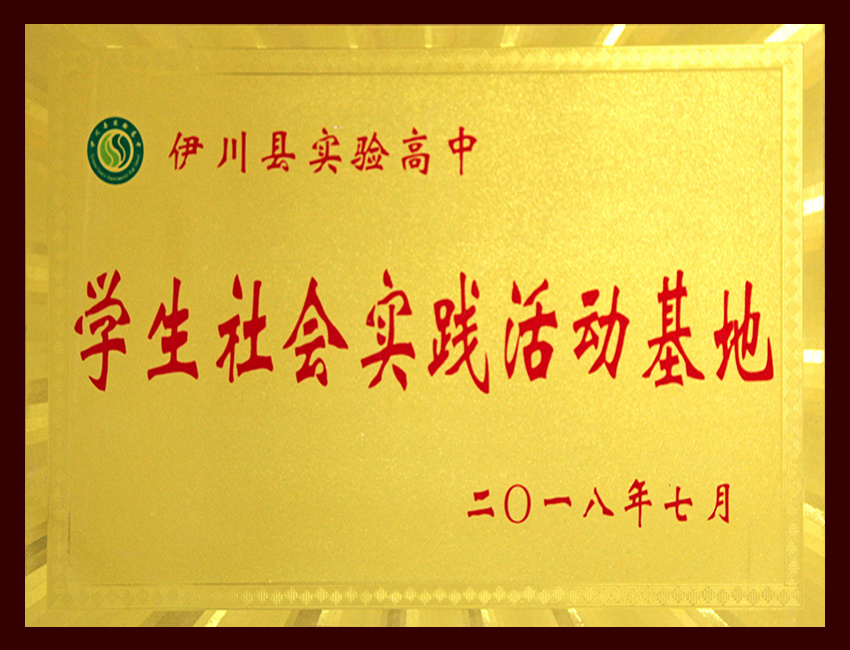 伊川县实验高中
学生社会实践活动基地
二〇一八年七月